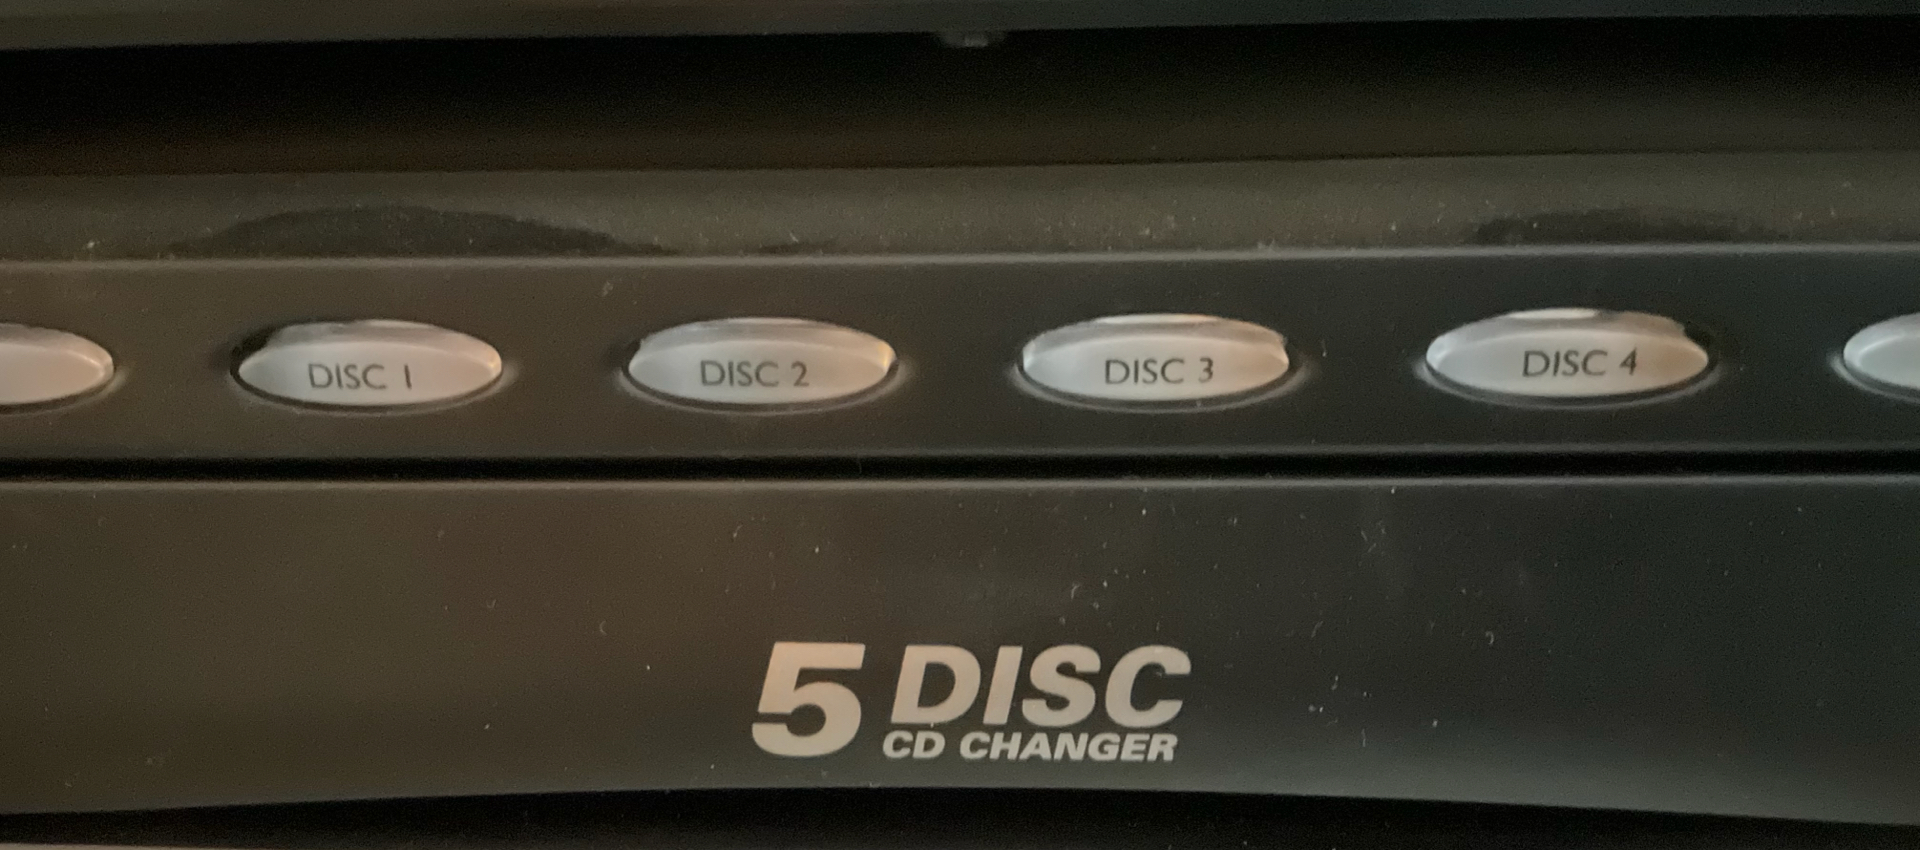 DISC 1
DISC 2
DISC 3
DISC 4
5 DISC
CD CHANGER